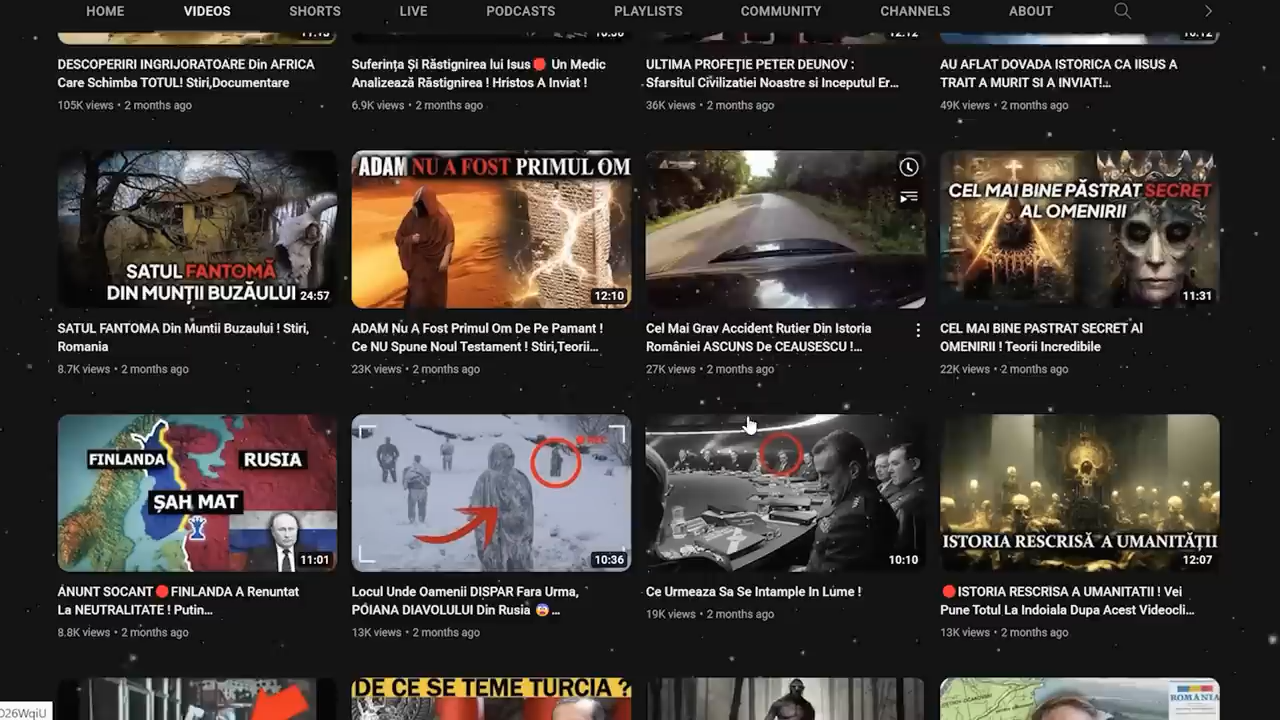 HOME VIDEOS SHORTS LIVE PODCASTS PLAYLISTS COMMUNITY CHANNELS ABOUT
DESCOPERIRI INGRIJORATOARE Din AFRICA
Care Schimba TOTUL! Stiri,Documentare
105K views • 2 months ago
Suferința Și Răstignirea lui Isus🔴 Un Medic
Analizează Răstignirea ! Hristos A Inviat !
6.9K views • 2 months ago
12:12
ULTIMA PROFEȚIE PETER DEUNOV :
Sfarsitul Civilizatiei Noastre si Inceputul Er...
36K views • 2 months ago
AU AFLAT DOVADA ISTORICA CA IISUS A
TRAIT A MURIT SI A INVIAT!...
49K views • 2 months ago
SATUL FANTOMĂ
DIN MUNȚII BUZĂULUI
24:57
SATUL FANTOMA Din Muntii Buzaului ! Stiri,
Romania
8.7K views • 2 months ago
ADAM NU A FOST PRIMUL OM
12:10
ADAM Nu A Fost Primul Om De Pe Pamant !
Ce NU Spune Noul Testament ! Stiri,Teorii...
23K views • 2 months ago
Cel Mai Grav Accident Rutier Din Istoria
României ASCUNS De CEAUSESCU !...
27K views • 2 months ago
CEL MAI BINE PĂSTRAT SECRET
AL OMENIRII
11:31
CEL MAI BINE PASTRAT SECRET Al
OMENIRII ! Teorii Incredibile
22K views • 2 months ago
FINLANDA
RUSIA
ȘAH MAT
11:01
ANUNT SOCANT🔴FINLANDA A Renuntat
La NEUTRALITATE ! Putin...
8.8K views • 2 months ago
REC
10:36
Locul Unde Oamenii DISPAR Fara Urma,
POIANA DIAVOLULUI Din Rusia 😱...
13K views • 2 months ago
10:10
Ce Urmeaza Sa Se Intample In Lume !
19K views • 2 months ago
ISTORIA RESCRISĂ A UMANITĂȚII
12:07
🔴ISTORIA RESCRISA A UMANITATII ! Vei
Pune Totul La Indoiala Dupa Acest Videocli...
13K views • 2 months ago
DE CE SE TEME TURCIA ?
ROMÂNIA
026WqiU